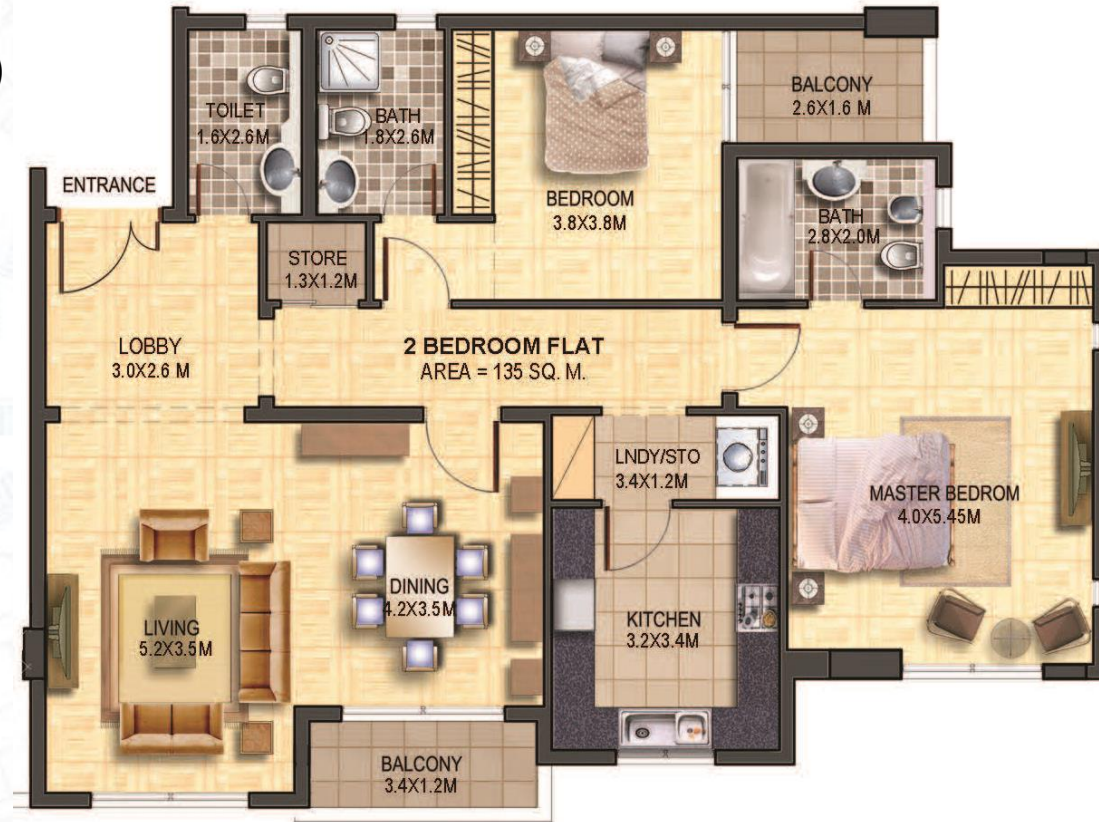 TOILET
1.6X2.6M
BATH
1.8X2.6M
BALCONY
2.6X1.6 M
ENTRANCE
BEDROOM
3.8X3.8M
BATH
2.8X2.0M
STORE
1.3X1.2M
LOBBY
3.0X2.6 M
2 BEDROOM FLAT
AREA = 135 SQ. M.
LNDY/STO
3.4X1.2M
MASTER BEDROM
4.0X5.45M
DINING
4.2X3.5M
LIVING
5.2X3.5M
KITCHEN
3.2X3.4M
BALCONY
3.4X1.2M